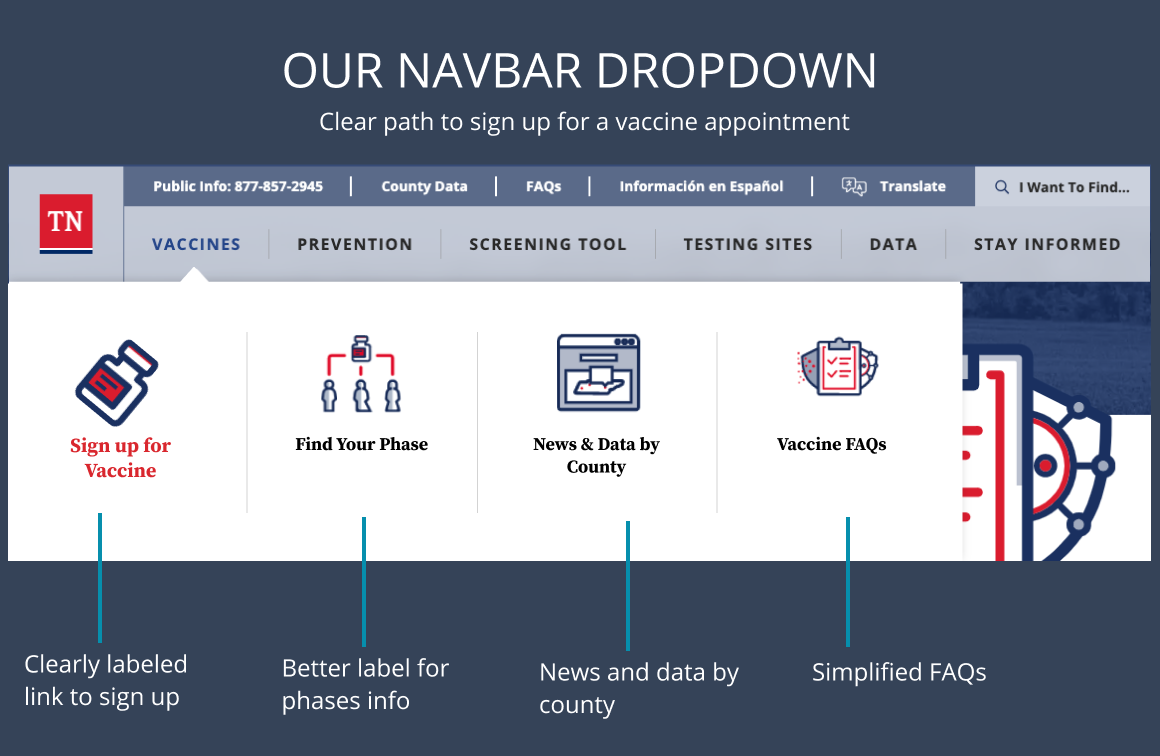 OUR NAVBAR DROPDOWN
Clear path to sign up for a vaccine appointment
Public Info: 877-857-2945
County Data
FAQs
Información en Español
Translate
I Want To Find...
TN
VACCINES
PREVENTION
SCREENING TOOL
TESTING SITES
DATA
STAY INFORMED
Sign up for
Vaccine
Find Your Phase
News & Data by
County
Vaccine FAQs
Clearly labeled
link to sign up
Better label for
phases info
News and data by
county
Simplified FAQs